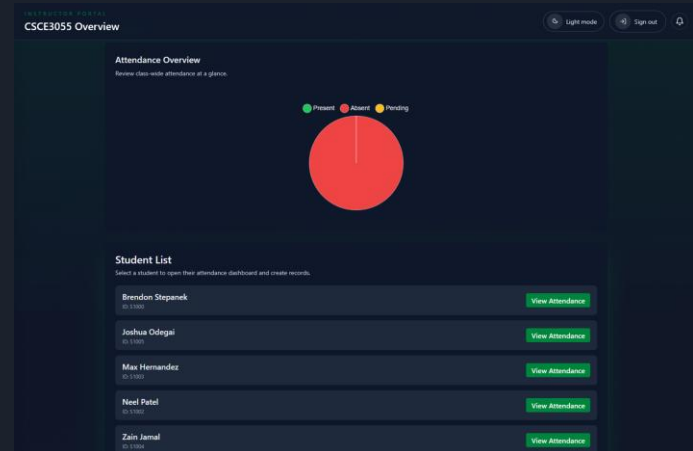 INSTRUCTOR PORTAL
CSCE3055 Overview
Light mode
Sign out
Attendance Overview
Review class-wide attendance at a glance.
Present Absent Pending
Student List
Select a student to open their attendance dashboard and create records.
Brendon Stepanek
ID: S1000
View Attendance
Joshua Odegai
ID: S1005
View Attendance
Max Hernandez
ID: S1003
View Attendance
Neel Patel
ID: S1002
View Attendance
Zain Jamal
ID: S1004
View Attendance